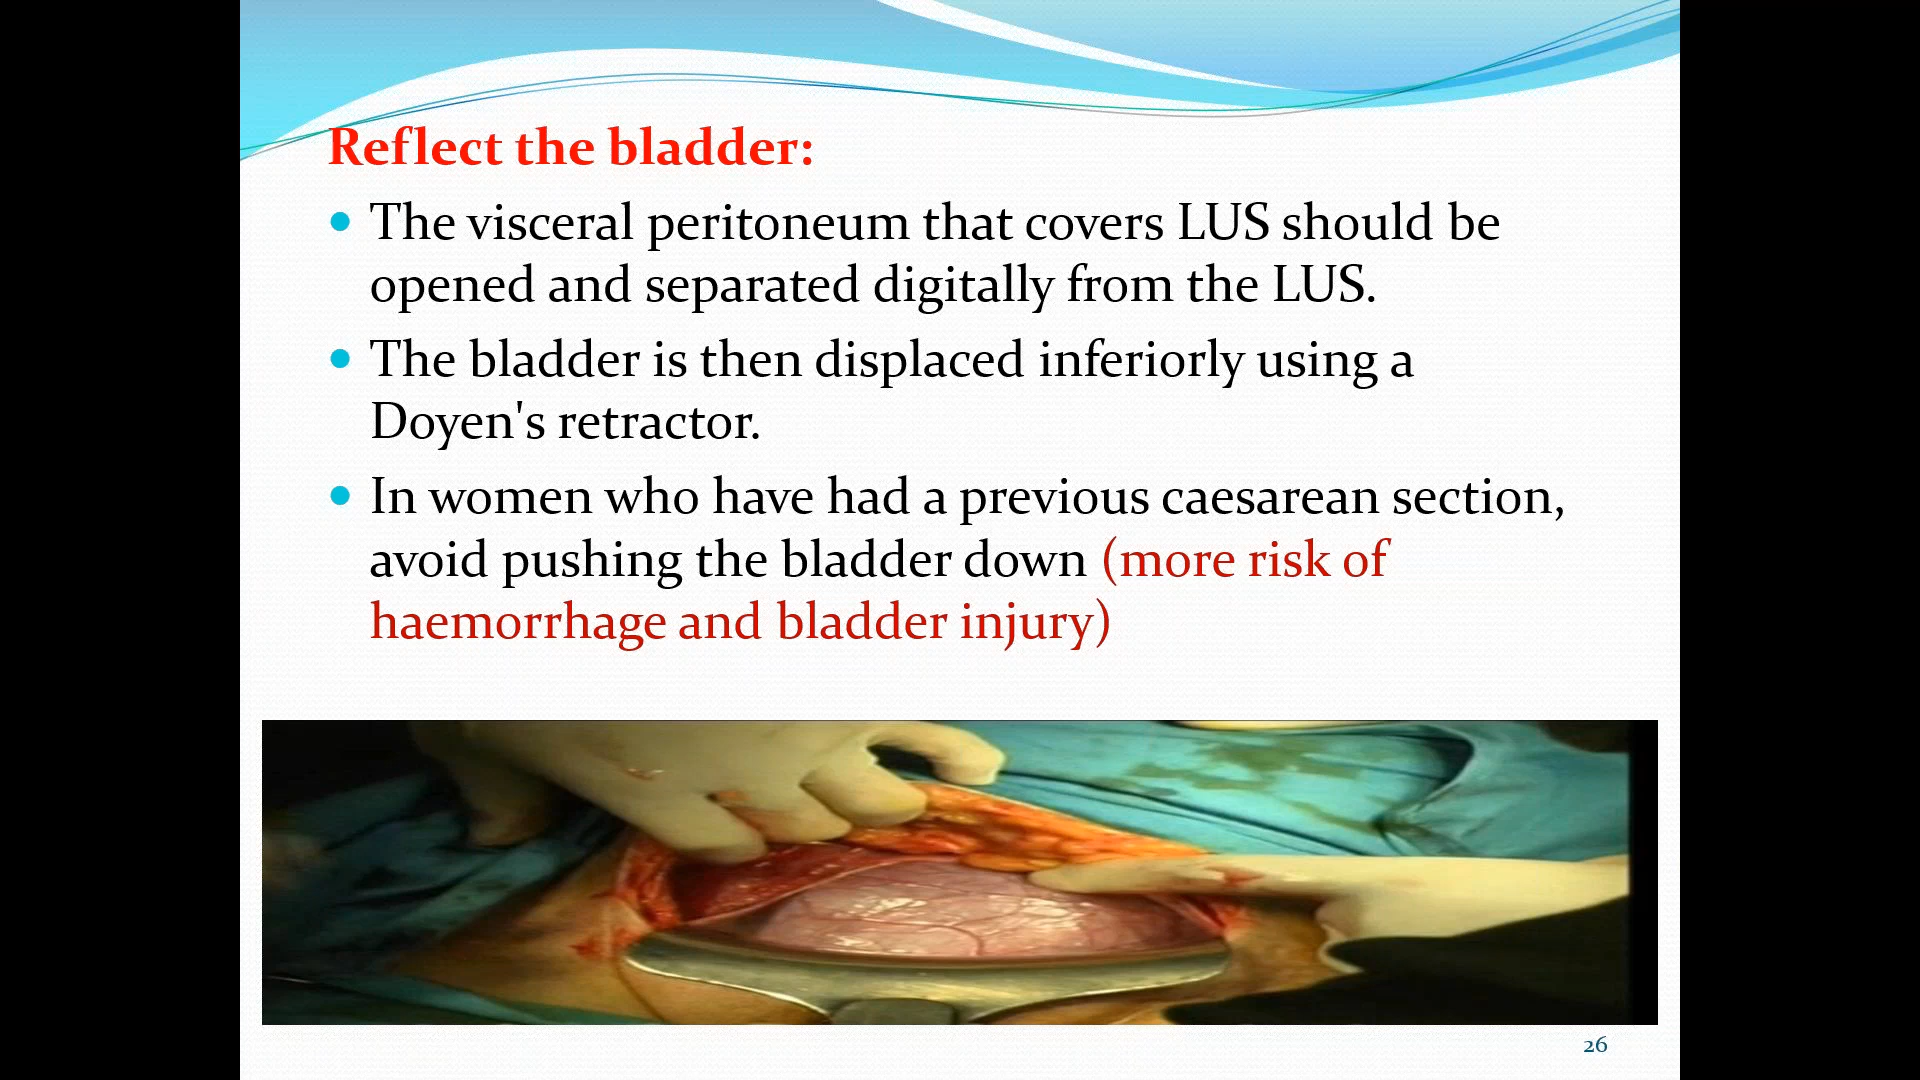 Reflect the bladder:
The visceral peritoneum that covers LUS should be
opened and separated digitally from the LUS.
The bladder is then displaced inferiorly using a
Doyen's retractor.
In women who have had a previous caesarean section,
avoid pushing the bladder down (more risk of
haemorrhage and bladder injury)
26